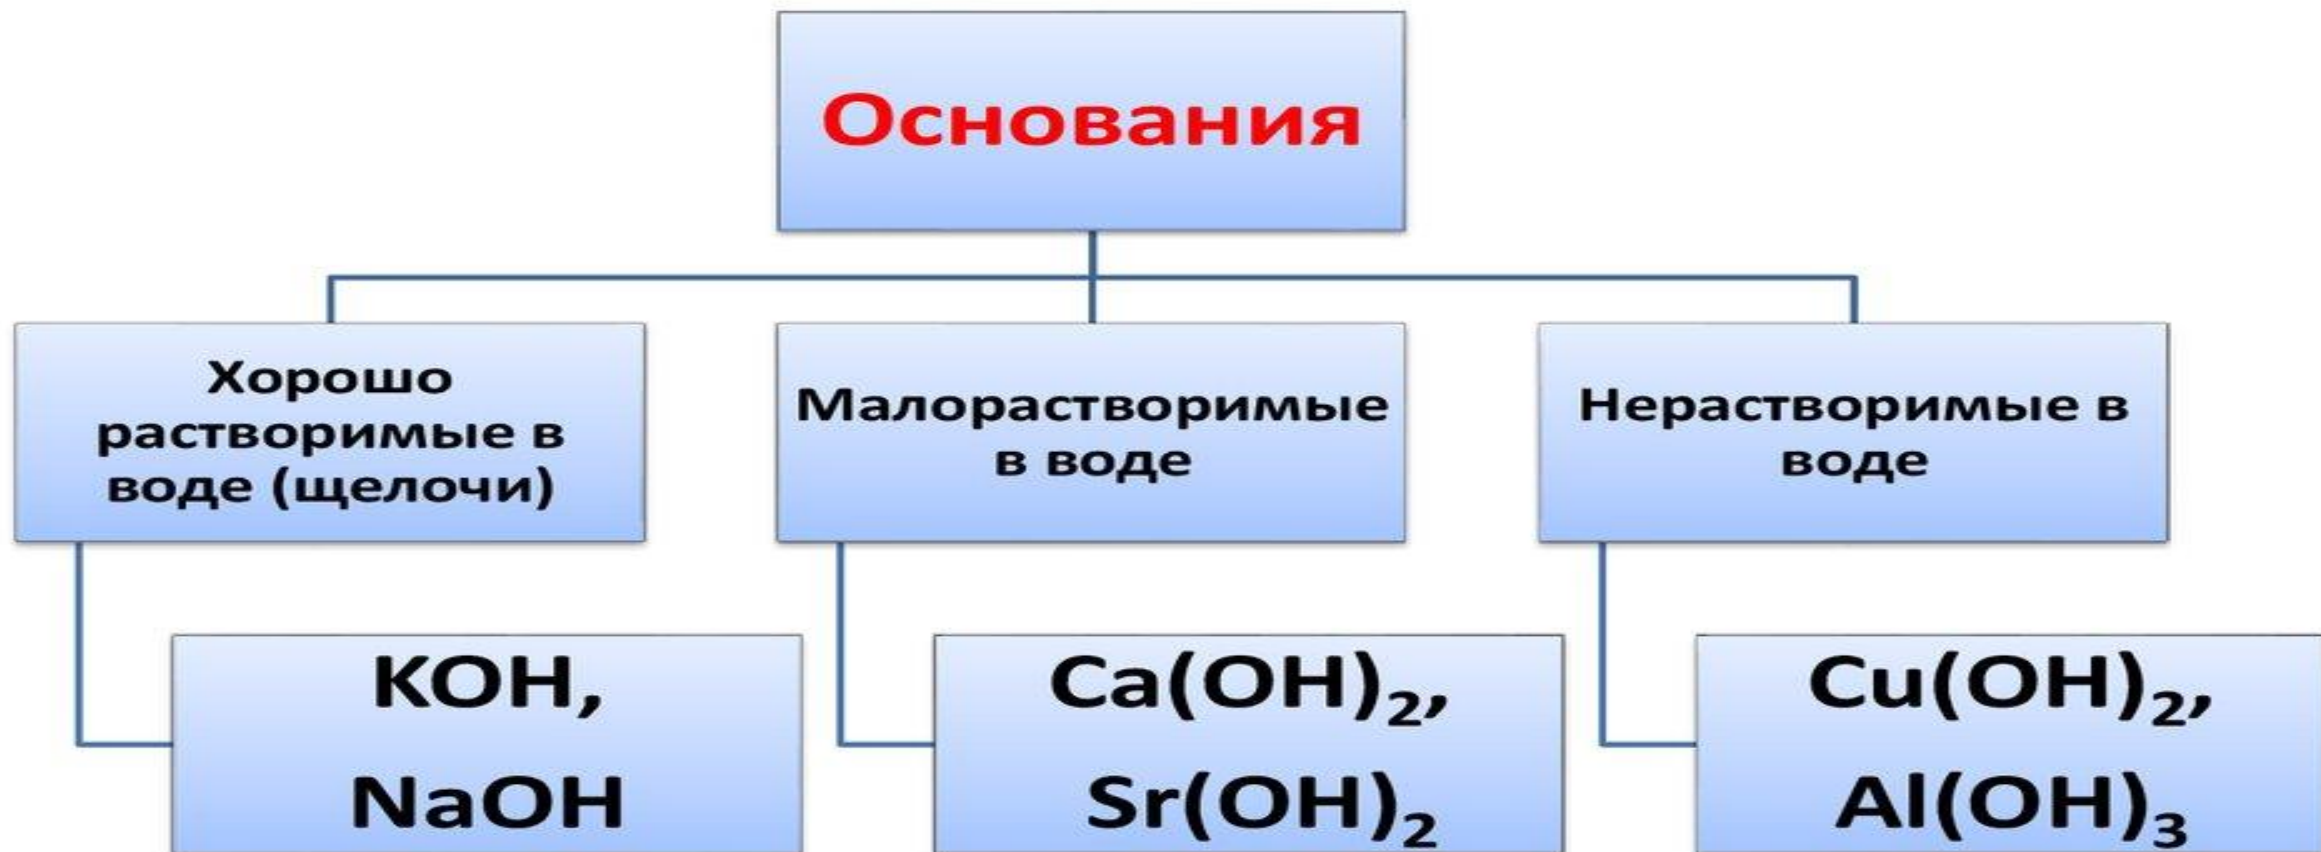 Основания
Хорошо
растворимые в
воде (щелочи)
Малорастворимые
в воде
Нерастворимые в
воде
KOH,
NaOH
Ca(OH)₂,
Sr(OH)₂
Cu(OH)₂,
Al(OH)₃